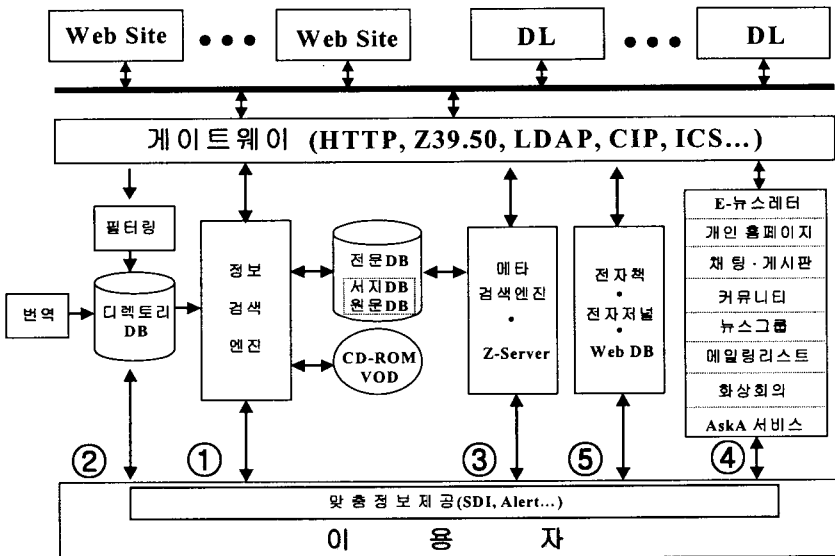 Web Site ● ● ● Web Site DL ● ● ● DL
게이트웨이 (HTTP, Z39.50, LDAP, CIP, ICS...)
필터링
번역
디렉토리
DB
정보
검색
엔진
전문DB
서지DB
원문DB
CD-ROM
VOD
메타
검색엔진
•
Z-Server
전자책
•
전자저널
•
Web DB
E-뉴스레터
개인 홈페이지
채팅·게시판
커뮤니티
뉴스그룹
메일링리스트
화상회의
AskA 서비스
② ① ③ ⑤ ④
맞춤정보제공(SDI, Alert...)
이 용 자